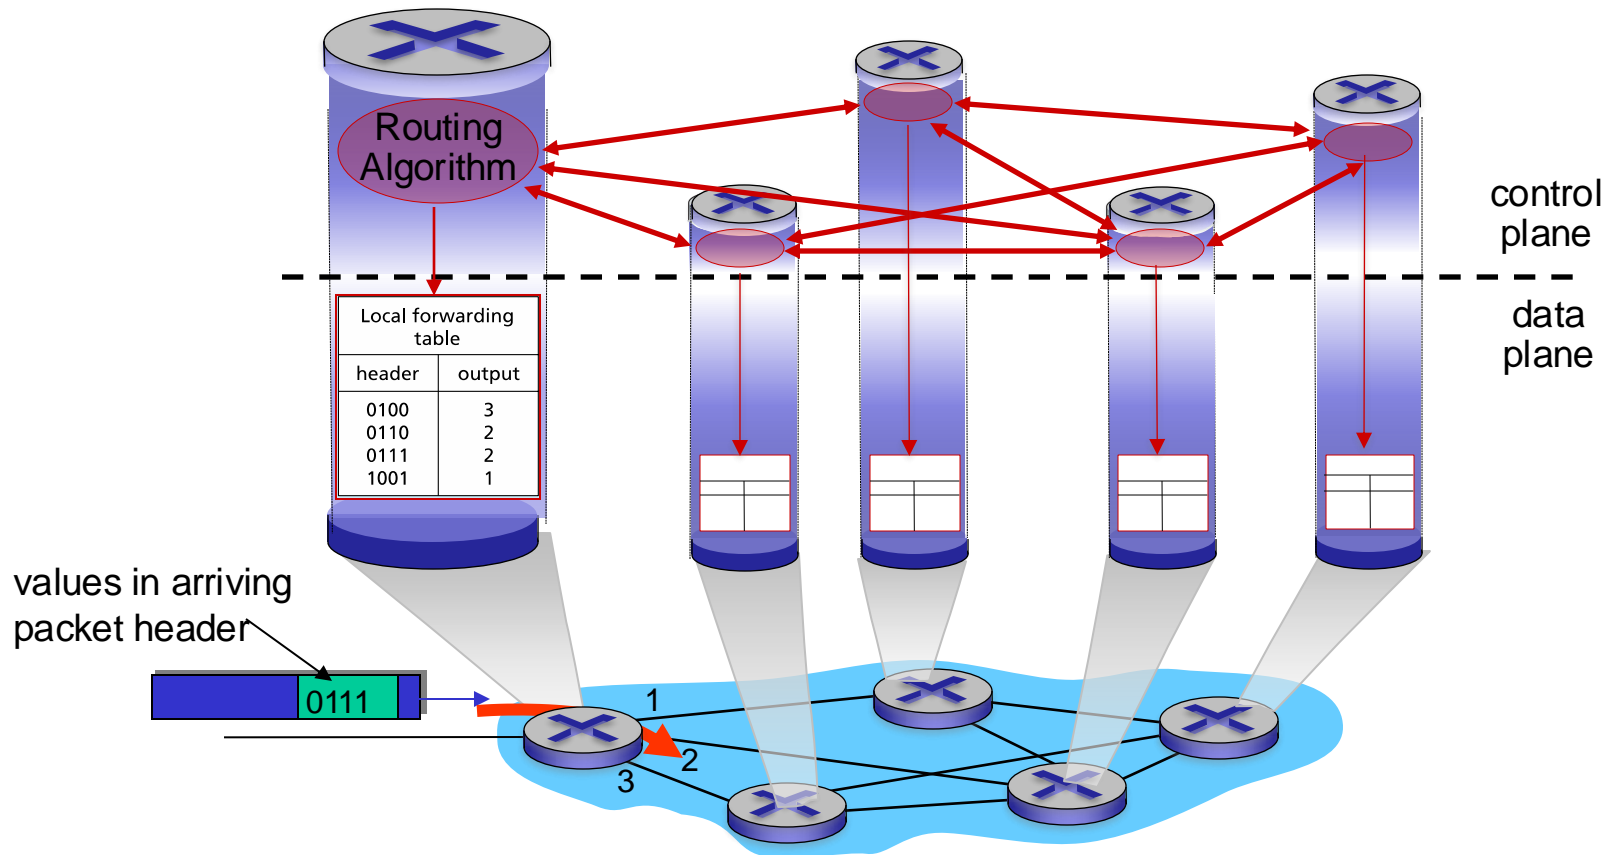 Routing
Algorithm
control
plane
data
plane
Local forwarding
table
header output
0100 3
0110 2
0111 2
1001 1
values in arriving
packet header
0111
1
2
3